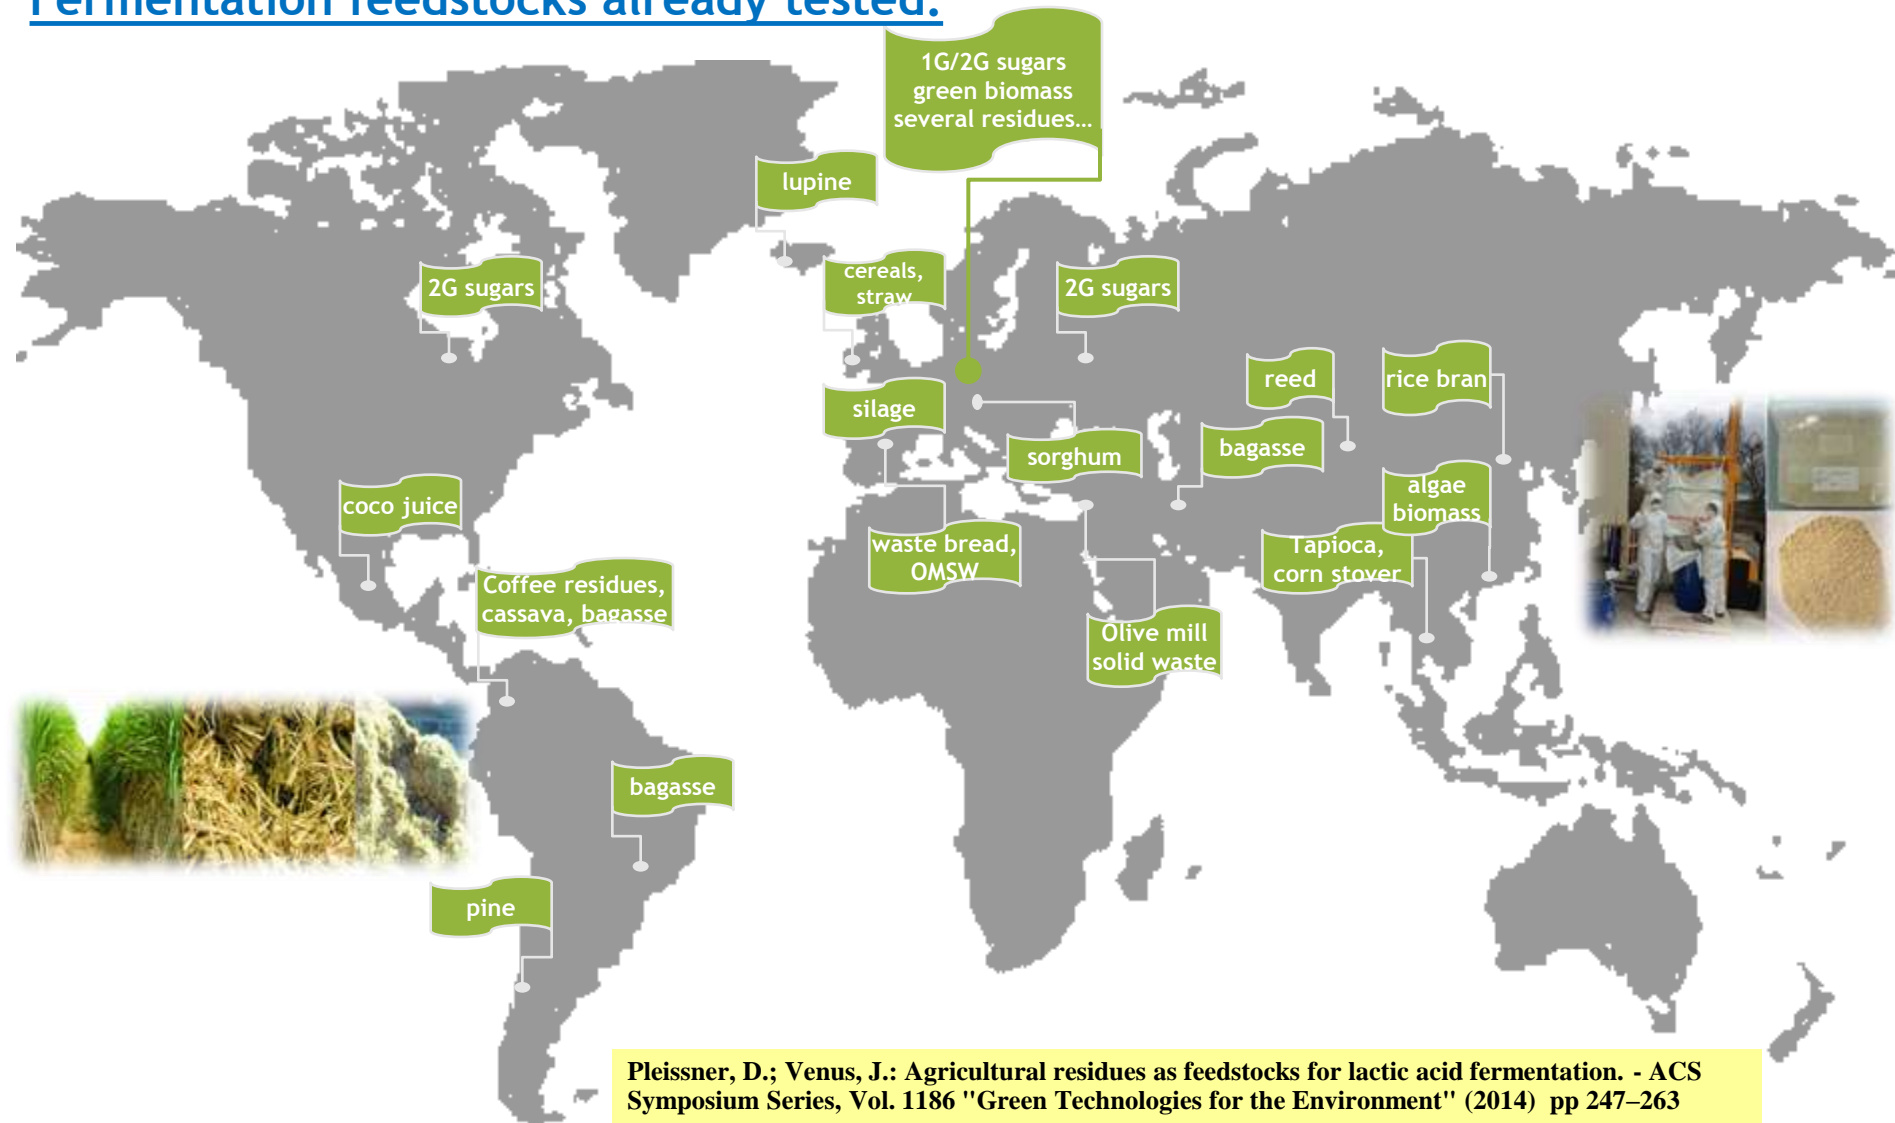 Fermentation feedstocks already tested:
1G/2G sugars
green biomass
several residues…
lupine
2G sugars
cereals,
straw
2G sugars
reed
rice bran
silage
sorghum
bagasse
coco juice
algae
biomass
waste bread,
OMSW
Tapioca,
corn stover
Coffee residues,
cassava, bagasse
Olive mill
solid waste
bagasse
pine
Pleissner, D.; Venus, J.: Agricultural residues as feedstocks for lactic acid fermentation. - ACS
Symposium Series, Vol. 1186 "Green Technologies for the Environment" (2014) pp 247–263